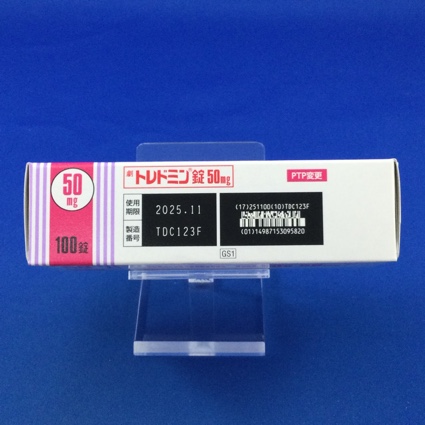 50
mg
100錠
劇 トレドミン®錠50mg
PTP変更
使用
期限
2025.11
製造
番号
TDC123F
(17)251100(10)TDC123F
(01)14987153095820
GS1